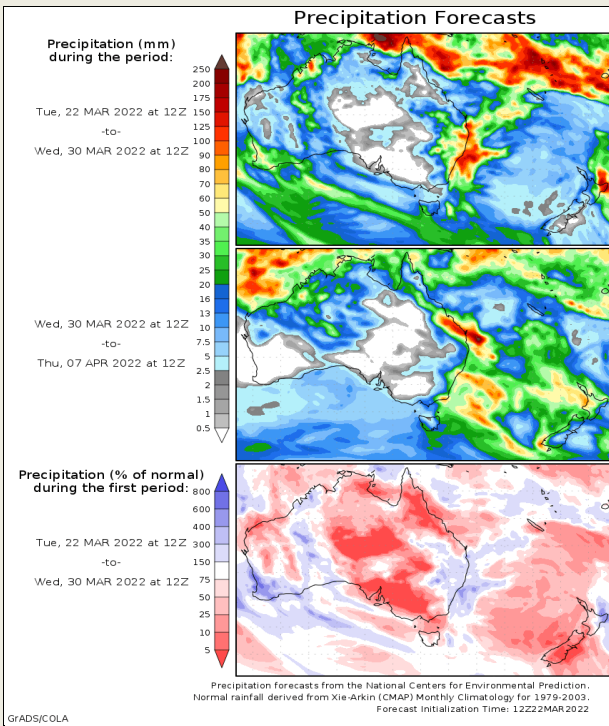 Precipitation Forecasts
Precipitation (mm)
during the period:
Tue, 22 MAR 2022 at 12Z
-to-
Wed, 30 MAR 2022 at 12Z
250
200
175
150
125
100
90
80
70
60
50
40
35
30
25
20
16
13
10
7.5
5
2.5
2
1.5
1
0.5
Wed, 30 MAR 2022 at 12Z
-to-
Thu, 07 APR 2022 at 12Z
Precipitation (% of normal)
during the first period:
Tue, 22 MAR 2022 at 12Z
-to-
Wed, 30 MAR 2022 at 12Z
800
600
400
300
150
75
50
25
10
5
Precipitation forecasts from the National Centers for Environmental Prediction.
Normal rainfall derived from Xie-Arkin (CMAP) Monthly Climatology for 1979-2003.
Forecast Initialization Time: 12Z22MAR2022
GrADS/COLA